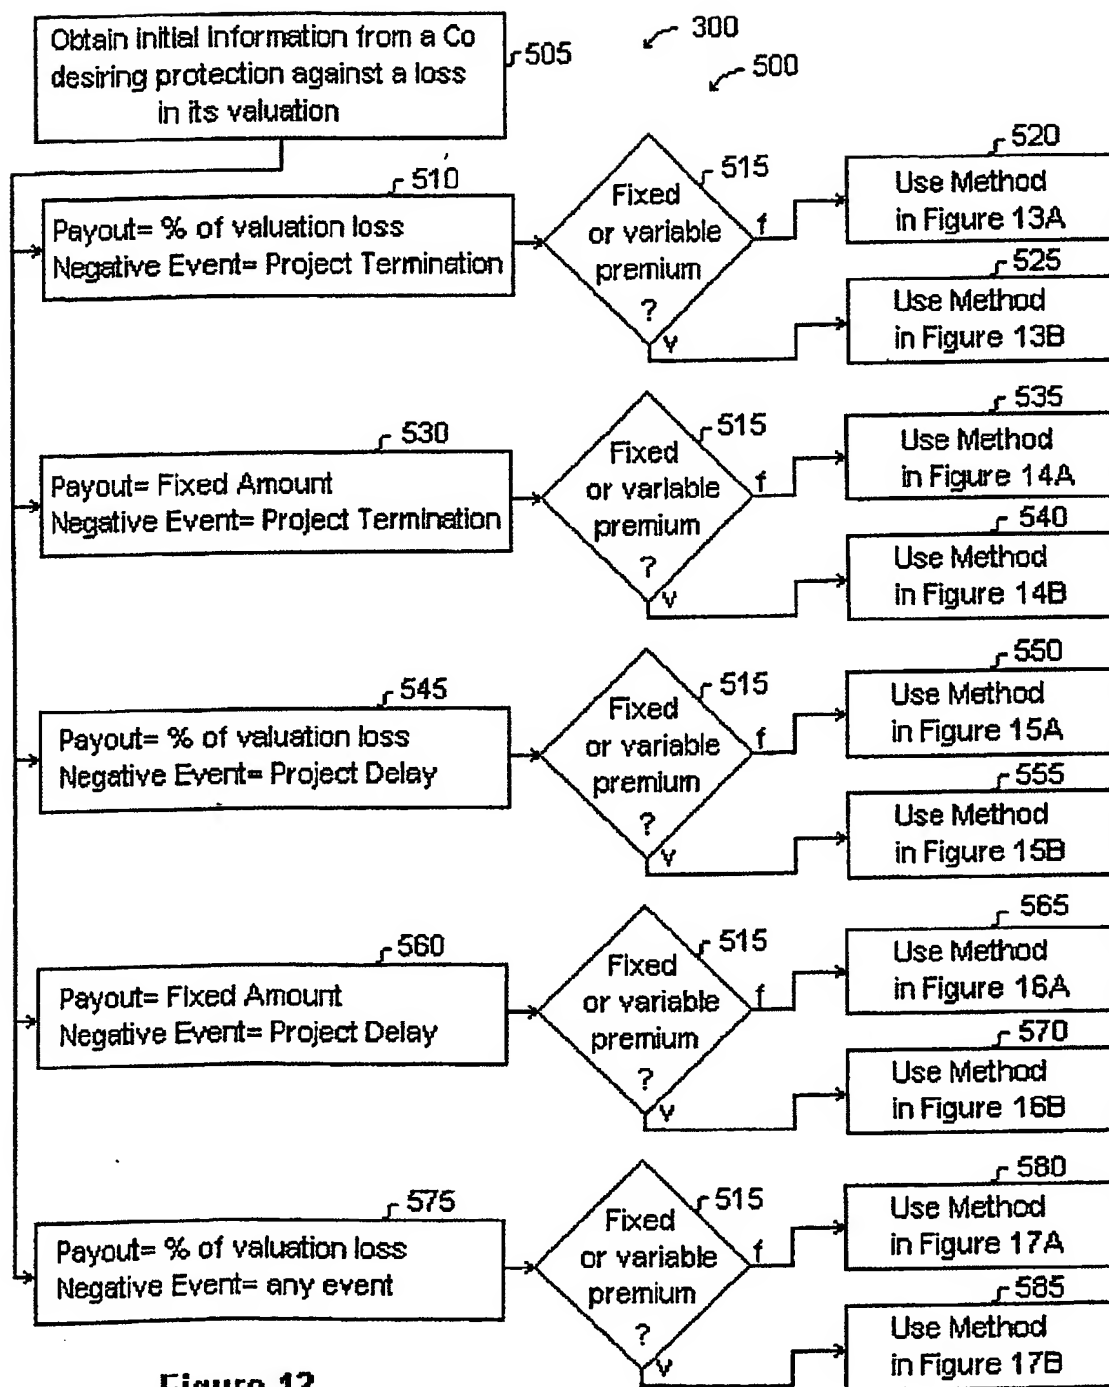 Obtain initial Information from a Co
desiring protection against a loss
in its valuation
505
300
500
510
Payout= % of valuation loss
Negative Event= Project Termination
515
Fixed
or variable
premium
?
f
v
520
Use Method
in Figure 13A
525
Use Method
in Figure 13B
530
Payout= Fixed Amount
Negative Event= Project Termination
515
Fixed
or variable
premium
?
f
v
535
Use Method
in Figure 14A
540
Use Method
in Figure 14B
545
Payout= % of valuation loss
Negative Event= Project Delay
515
Fixed
or variable
premium
?
f
v
550
Use Method
in Figure 15A
555
Use Method
in Figure 15B
560
Payout= Fixed Amount
Negative Event= Project Delay
515
Fixed
or variable
premium
?
f
v
565
Use Method
in Figure 16A
570
Use Method
in Figure 16B
575
Payout= % of valuation loss
Negative Event= any event
515
Fixed
or variable
premium
?
f
v
580
Use Method
in Figure 17A
585
Use Method
in Figure 17B
Figure 12